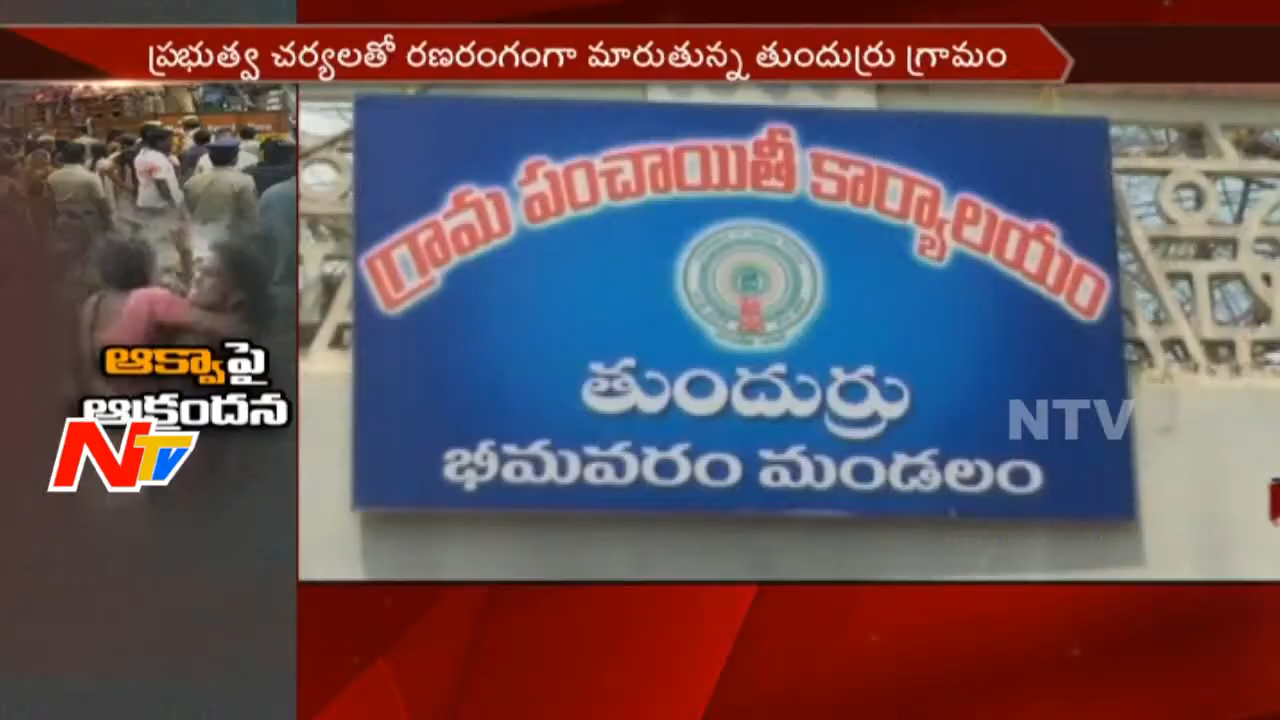 ప్రభుత్వ చర్యలతో రణరంగంగా మారుతున్న తుందుర్రు గ్రామం
గ్రామ పంచాయితీ కార్యాలయం
తుందుర్రు
భీమవరం మండలం
NTV
ఆక్వాపై
ఆక్రందన
NTV